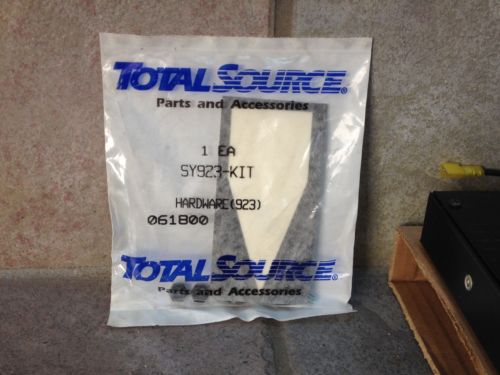 TOTALSOURCE®
Parts and Accessories
1 EA
SY923-KIT
HARDWARE(923)
061800
TOTALSOURCE®
Parts and Accessories